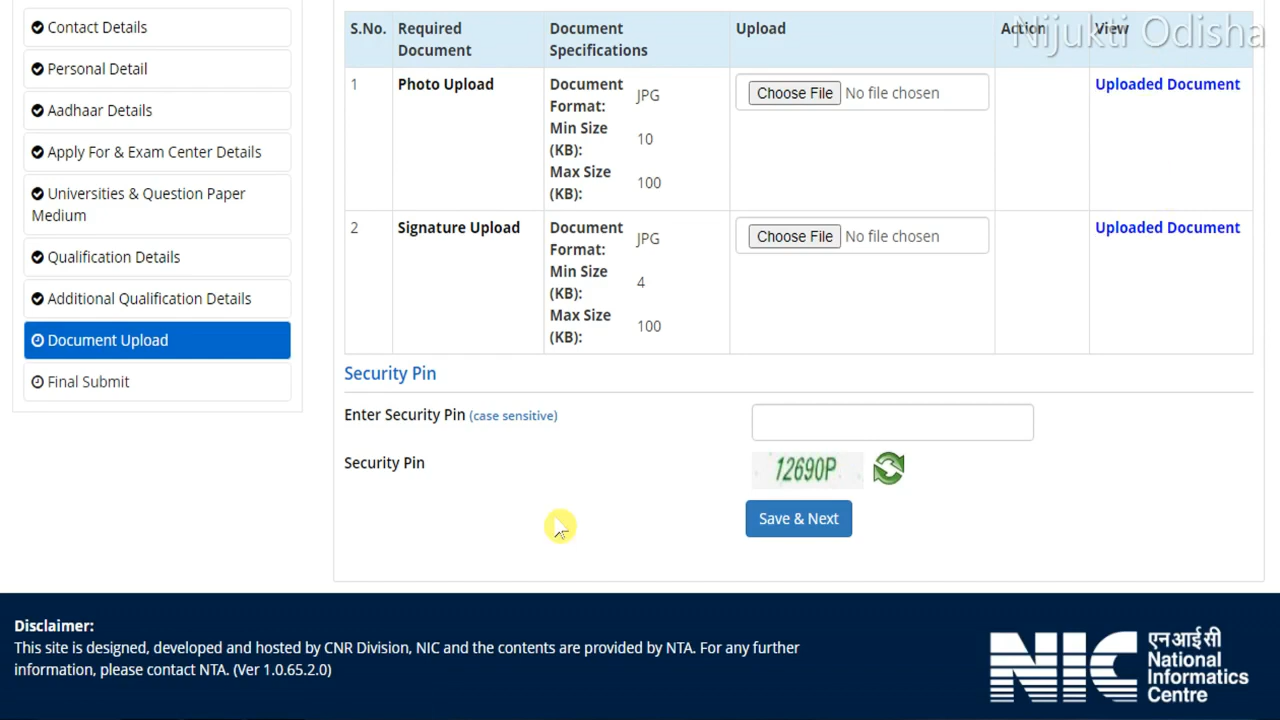 Contact Details
Personal Detail
Aadhaar Details
Apply For & Exam Center Details
Universities & Question Paper
Medium
Qualification Details
Additional Qualification Details
Document Upload
Final Submit
S.No. Required Document Document Specifications Upload Action View
Nijukti Odisha
1 Photo Upload Document Format: JPG Choose File No file chosen Uploaded Document
Min Size (KB): 10
Max Size (KB): 100
2 Signature Upload Document Format: JPG Choose File No file chosen Uploaded Document
Min Size (KB): 4
Max Size (KB): 100
Security Pin
Enter Security Pin (case sensitive)
Security Pin 12690P
Save & Next
Disclaimer:
This site is designed, developed and hosted by CNR Division, NIC and the contents are provided by NTA. For any further
information, please contact NTA. (Ver 1.0.65.2.0)
NIC
एन आई सी
National
Informatics
Centre